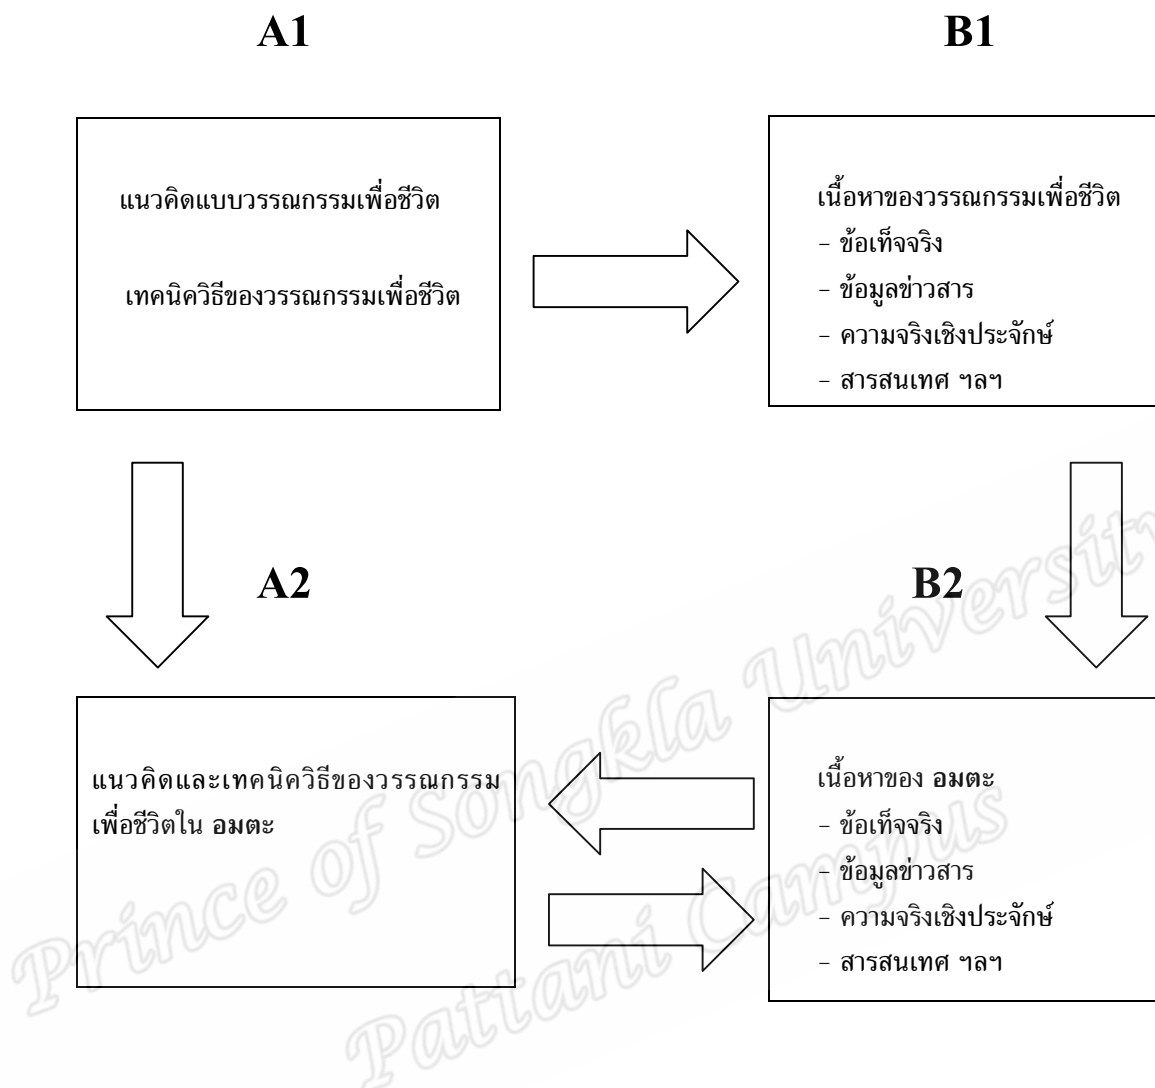 A1
B1
แนวคิดแบบวรรณกรรมเพื่อชีวิต
เทคนิควิธีของวรรณกรรมเพื่อชีวิต
เนื้อหาของวรรณกรรมเพื่อชีวิต
- ข้อเท็จจริง
- ข้อมูลข่าวสาร
- ความจริงเชิงประจักษ์
- สารสนเทศ ฯลฯ
A2
B2
แนวคิดและเทคนิควิธีของวรรณกรรม
เพื่อชีวิตใน อมตะ
เนื้อหาของ อมตะ
- ข้อเท็จจริง
- ข้อมูลข่าวสาร
- ความจริงเชิงประจักษ์
- สารสนเทศ ฯลฯ
Prince of Songkla University
Pattani Campus